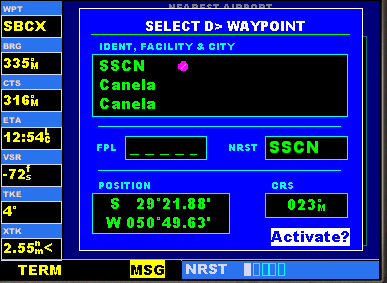 WPT
NEAREST AIRPORT
SBCX
SELECT D> WAYPOINT
BRG
335°M
IDENT, FACILITY & CITY
SSCN
Canela
Canela
CTS
316°M
ETA
12:54LC
FPL _ _ _ _ _ NRST SSCN
VSR
-72fs
TKE
4°
POSITION CRS
S 29°21.88'
W 050°49.63'
023°M
XTK
2.55nm<
Activate?
TERM MSG NRST